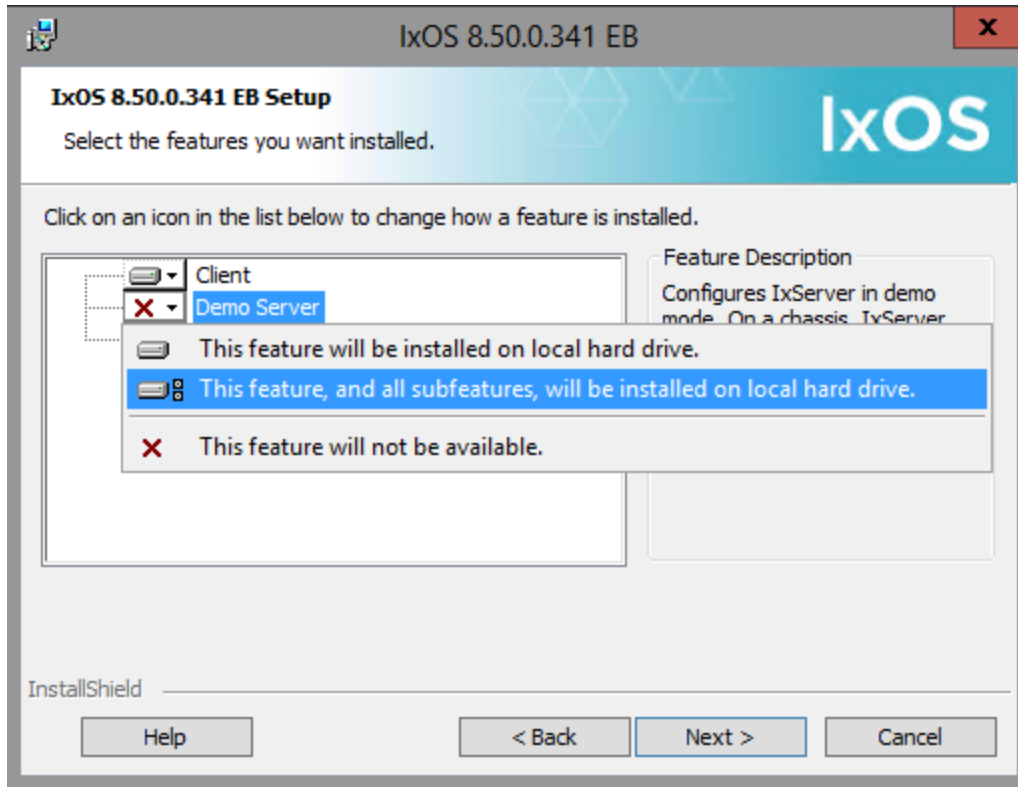 IxOS 8.50.0.341 EB
x
IxOS 8.50.0.341 EB Setup
Select the features you want installed.
IxOS
Click on an icon in the list below to change how a feature is installed.
Client
Demo Server
Feature Description
Configures IxServer in demo
mode. On a chassis, IxServer
This feature will be installed on local hard drive.
This feature, and all subfeatures, will be installed on local hard drive.
This feature will not be available.
InstallShield
Help
< Back
Next >
Cancel